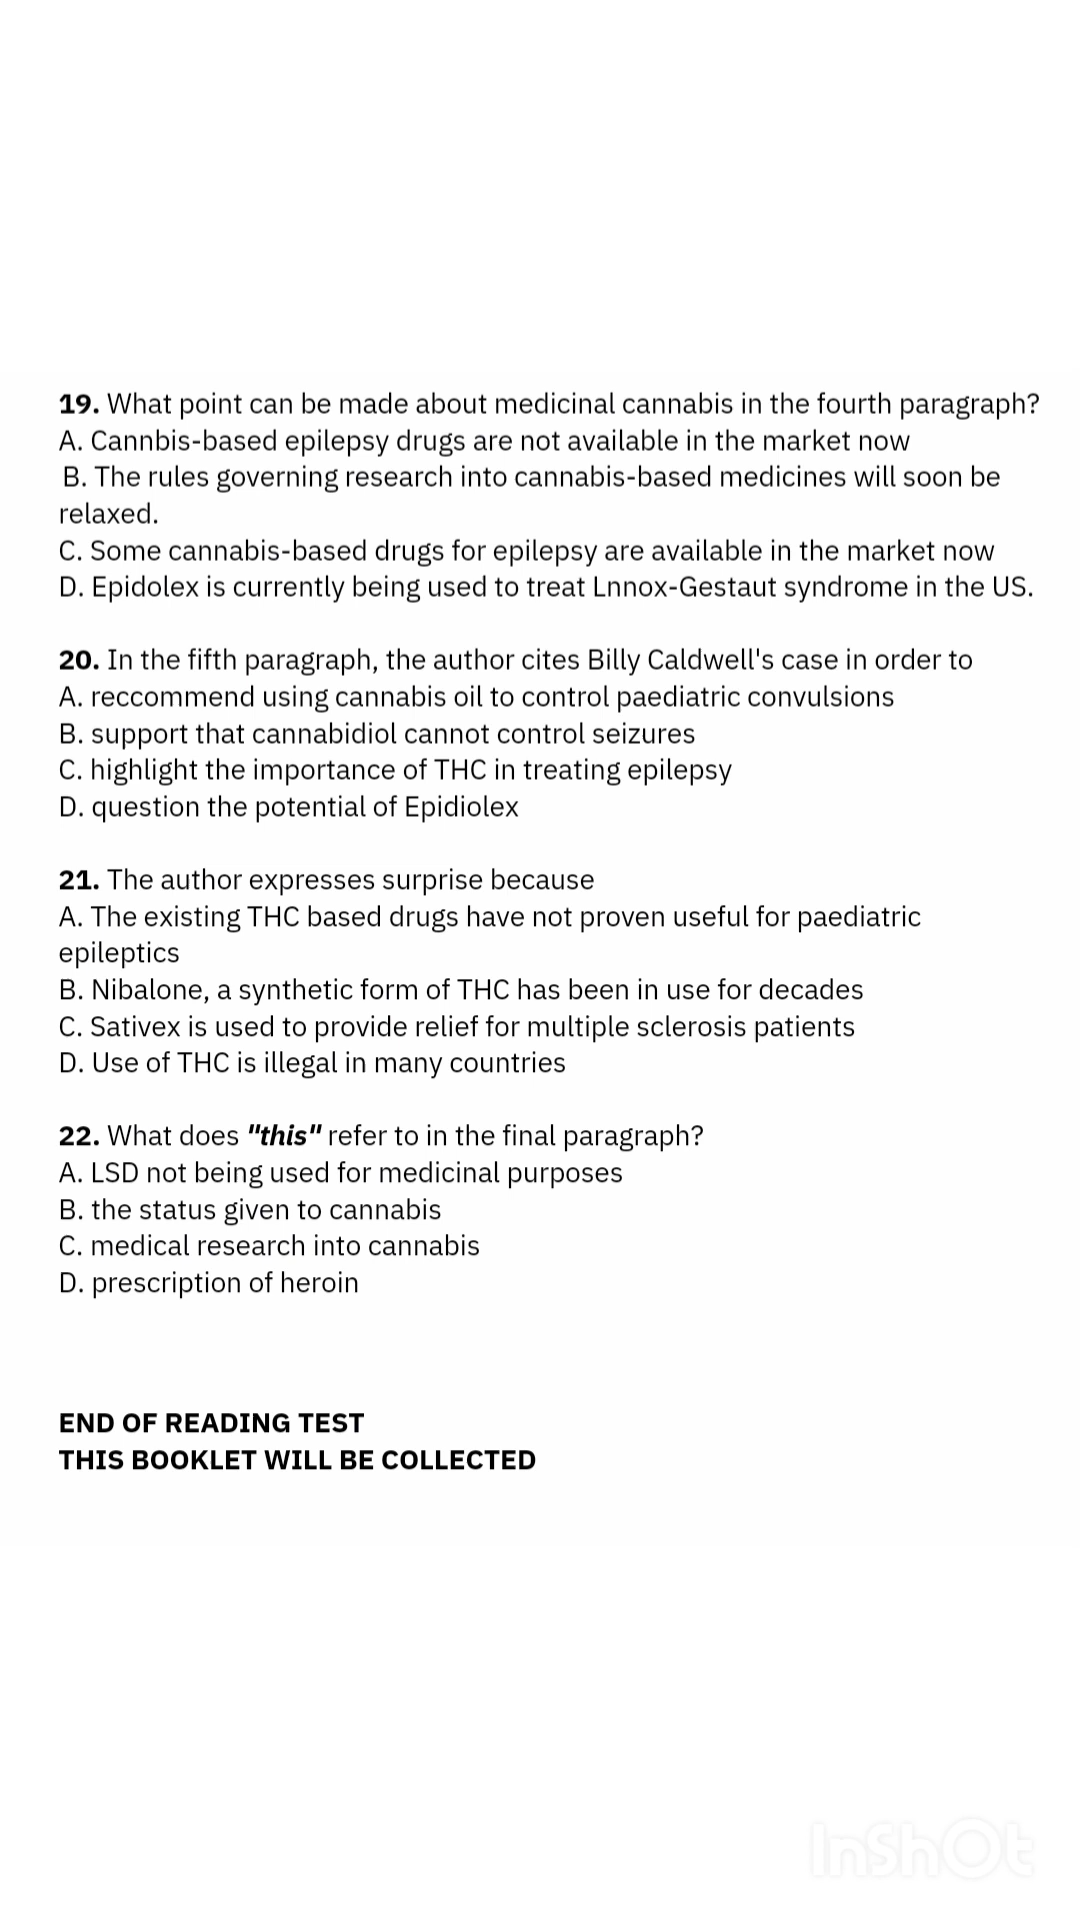 19. What point can be made about medicinal cannabis in the fourth paragraph?
A. Cannbis-based epilepsy drugs are not available in the market now
B. The rules governing research into cannabis-based medicines will soon be
relaxed.
C. Some cannabis-based drugs for epilepsy are available in the market now
D. Epidolex is currently being used to treat Lnnox-Gestaut syndrome in the US.
20. In the fifth paragraph, the author cites Billy Caldwell's case in order to
A. reccommend using cannabis oil to control paediatric convulsions
B. support that cannabidiol cannot control seizures
C. highlight the importance of THC in treating epilepsy
D. question the potential of Epidiolex
21. The author expresses surprise because
A. The existing THC based drugs have not proven useful for paediatric
epileptics
B. Nibalone, a synthetic form of THC has been in use for decades
C. Sativex is used to provide relief for multiple sclerosis patients
D. Use of THC is illegal in many countries
22. What does "this" refer to in the final paragraph?
A. LSD not being used for medicinal purposes
B. the status given to cannabis
C. medical research into cannabis
D. prescription of heroin
END OF READING TEST
THIS BOOKLET WILL BE COLLECTED
InShOt